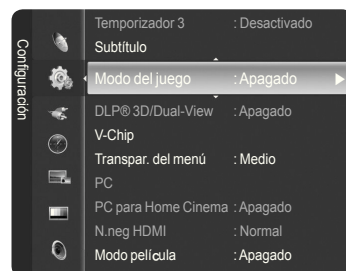 Configuración
Temporizador 3 : Desactivado
Subtítulo
Modo del juego : Apagado
DLP® 3D/Dual-View : Apagado
V-Chip
Transpar. del menú : Medio
PC
PC para Home Cinema : Apagado
N.neg HDMI : Normal
Modo película : Apagado